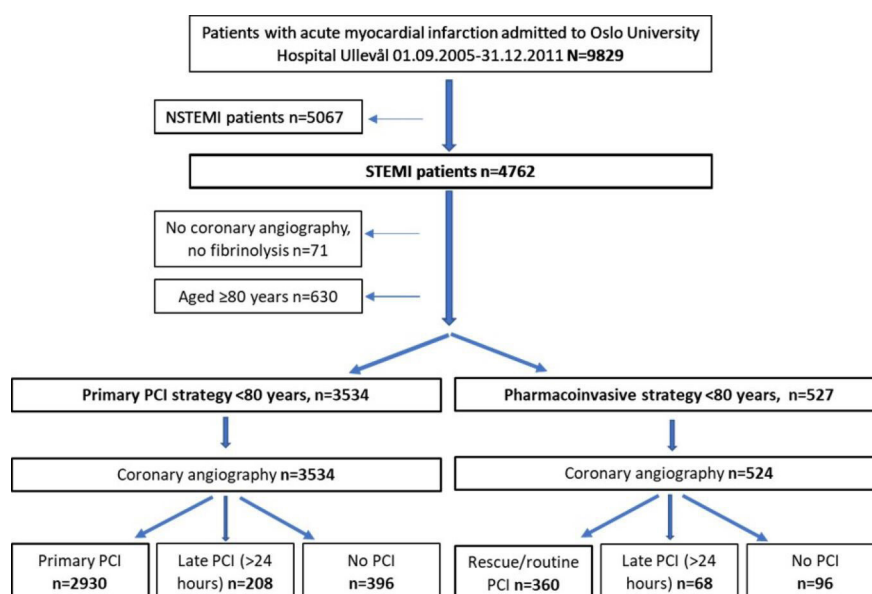 Patients with acute myocardial infarction admitted to Oslo University
Hospital Ullevål 01.09.2005-31.12.2011 N=9829
NSTEMI patients n=5067
STEMI patients n=4762
No coronary angiography,
no fibrinolysis n=71
Aged ≥80 years n=630
Primary PCI strategy <80 years, n=3534
Pharmacoinvasive strategy <80 years, n=527
Coronary angiography n=3534
Coronary angiography n=524
Primary PCI
n=2930
Late PCI (>24
hours) n=208
No PCI
n=396
Rescue/routine
PCI n=360
Late PCI (>24
hours) n=68
No PCI
n=96